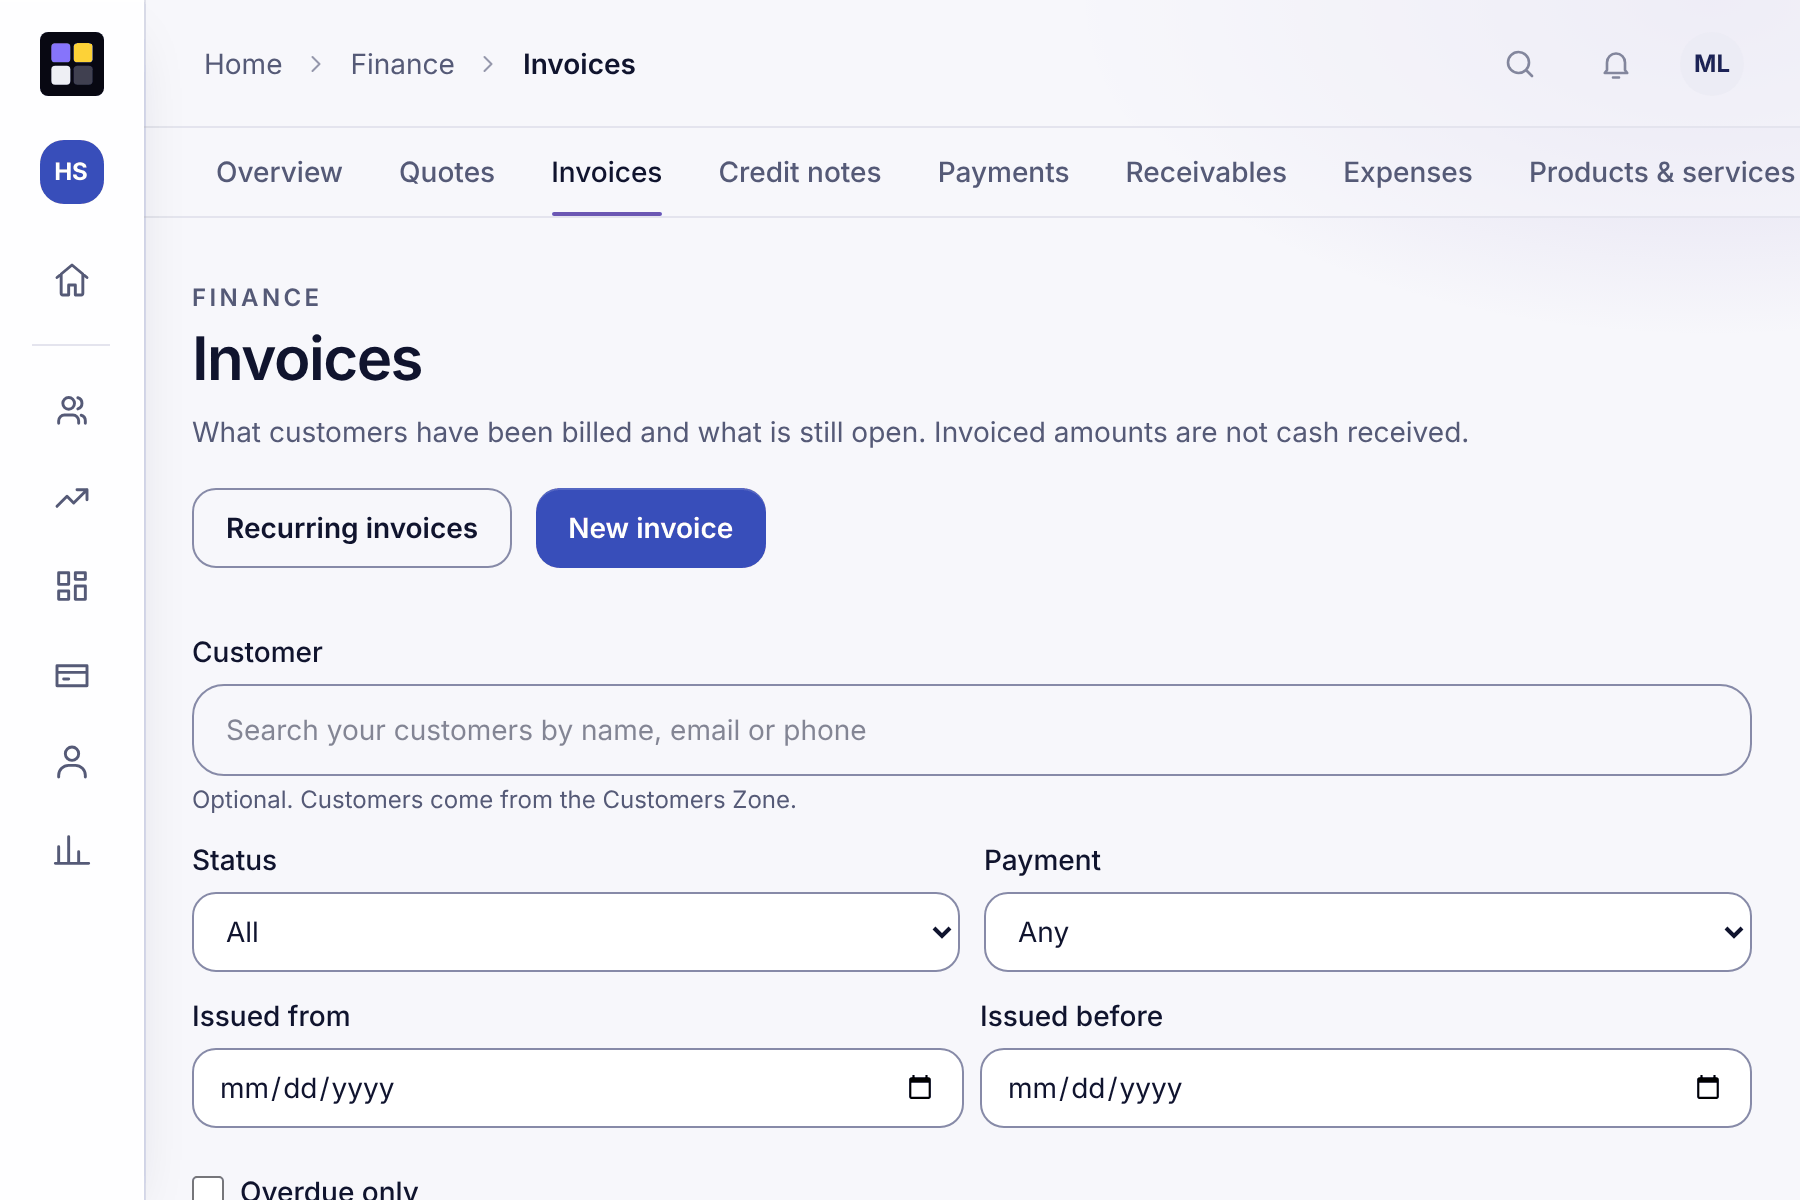 Home Finance Invoices ML
HS
Overview Quotes Invoices Credit notes Payments Receivables Expenses Products & services
FINANCE
Invoices
What customers have been billed and what is still open. Invoiced amounts are not cash received.
Recurring invoices New invoice
Customer
Search your customers by name, email or phone
Optional. Customers come from the Customers Zone.
Status Payment
All Any
Issued from Issued before
mm/dd/yyyy mm/dd/yyyy
Overdue only